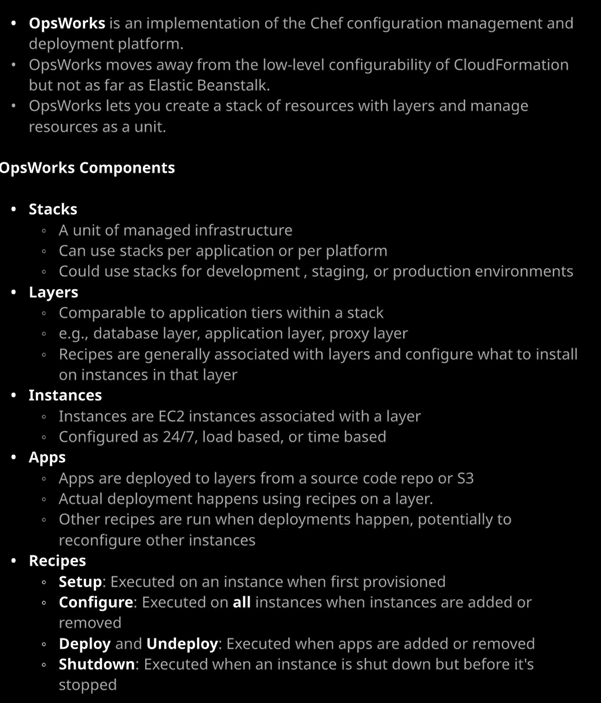 • OpsWorks is an implementation of the Chef configuration management and
deployment platform.
• OpsWorks moves away from the low-level configurability of CloudFormation
but not as far as Elastic Beanstalk.
• OpsWorks lets you create a stack of resources with layers and manage
resources as a unit.
OpsWorks Components
• Stacks
◦ A unit of managed infrastructure
◦ Can use stacks per application or per platform
◦ Could use stacks for development , staging, or production environments
• Layers
◦ Comparable to application tiers within a stack
◦ e.g., database layer, application layer, proxy layer
◦ Recipes are generally associated with layers and configure what to install
on instances in that layer
• Instances
◦ Instances are EC2 instances associated with a layer
◦ Configured as 24/7, load based, or time based
• Apps
◦ Apps are deployed to layers from a source code repo or S3
◦ Actual deployment happens using recipes on a layer.
◦ Other recipes are run when deployments happen, potentially to
reconfigure other instances
• Recipes
◦ Setup: Executed on an instance when first provisioned
◦ Configure: Executed on all instances when instances are added or
removed
◦ Deploy and Undeploy: Executed when apps are added or removed
◦ Shutdown: Executed when an instance is shut down but before it's
stopped